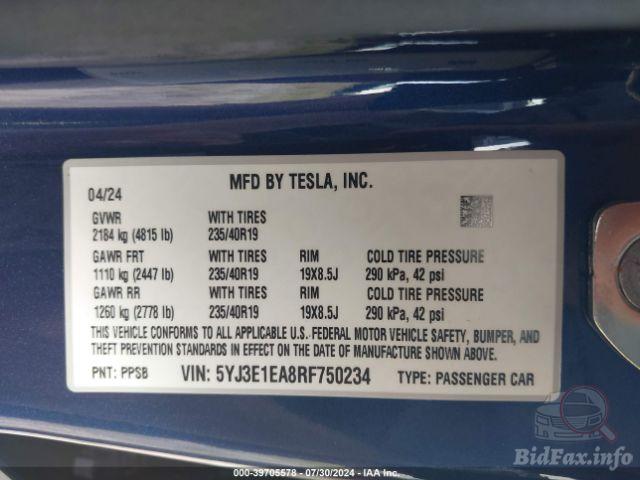 MFD BY TESLA, INC.
04/24
GVWR WITH TIRES
2184 kg (4815 lb) 235/40R19
GAWR FRT WITH TIRES RIM COLD TIRE PRESSURE
1110 kg (2447 lb) 235/40R19 19X8.5J 290 kPa, 42 psi
GAWR RR WITH TIRES RIM COLD TIRE PRESSURE
1260 kg (2778 lb) 235/40R19 19X8.5J 290 kPa, 42 psi
THIS VEHICLE CONFORMS TO ALL APPLICABLE U.S. FEDERAL MOTOR VEHICLE SAFETY, BUMPER, AND
THEFT PREVENTION STANDARDS IN EFFECT ON THE DATE OF MANUFACTURE SHOWN ABOVE.
PNT: PPSB VIN: 5YJ3E1EA8RF750234 TYPE: PASSENGER CAR
BidFax.info
000-39705578 - 07/30/2024 - IAA Inc.